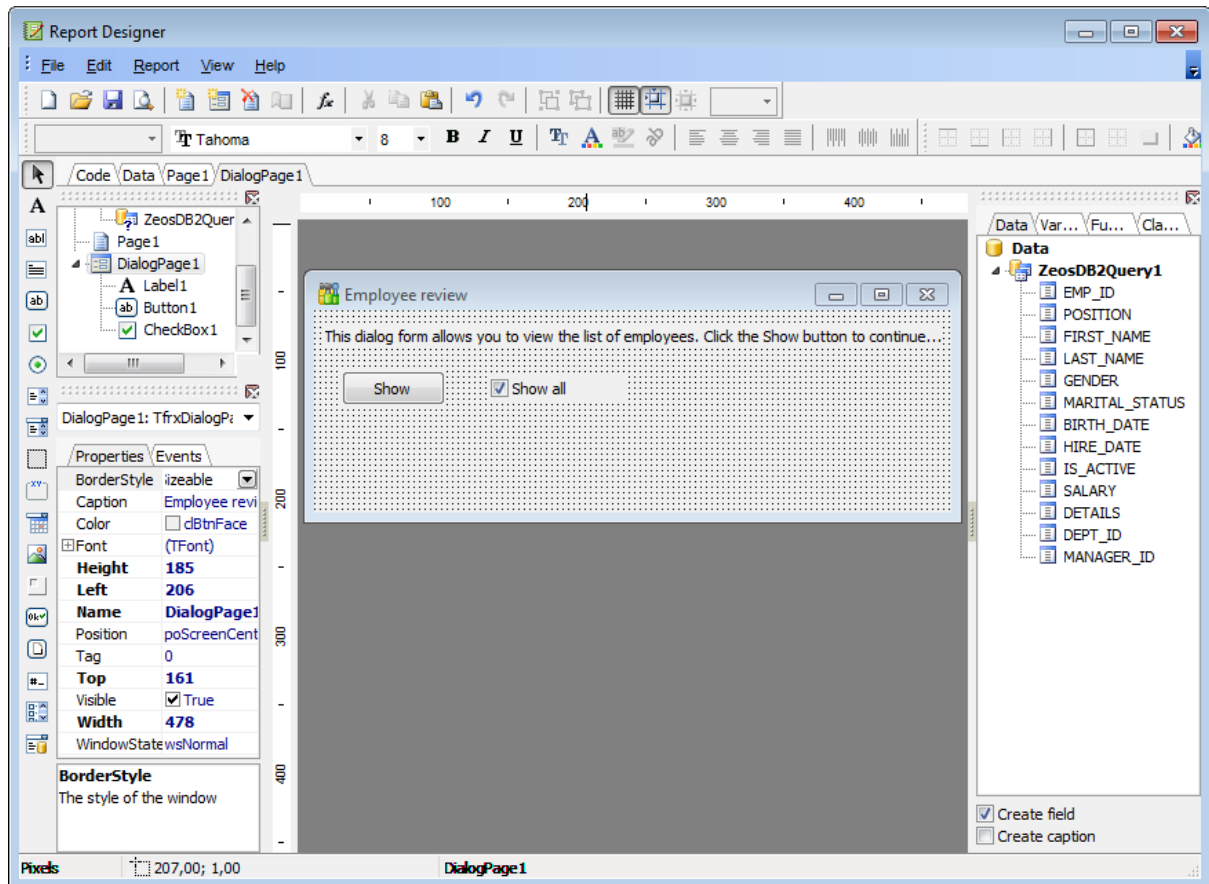 Report Designer
File Edit Report View Help
Tahoma 8 B I U
Code Data Page1 DialogPage1
ZeosDB2Quer
Page1
DialogPage1
A Label1
ab Button1
CheckBox1
DialogPage1: TfrxDialogPa
Properties Events
BorderStyle izeable
Caption Employee revi
Color clBtnFace
Font (TFont)
Height 185
Left 206
Name DialogPage1
Position poScreenCent
Tag 0
Top 161
Visible True
Width 478
WindowState wsNormal
BorderStyle
The style of the window
100 200 300 400
100
200
300
400
Employee review
This dialog form allows you to view the list of employees. Click the Show button to continue...
Show Show all
Data Var... Fu... Cla...
Data
ZeosDB2Query1
EMP_ID
POSITION
FIRST_NAME
LAST_NAME
GENDER
MARITAL_STATUS
BIRTH_DATE
HIRE_DATE
IS_ACTIVE
SALARY
DETAILS
DEPT_ID
MANAGER_ID
Create field
Create caption
Pixels 207,00; 1,00 DialogPage1